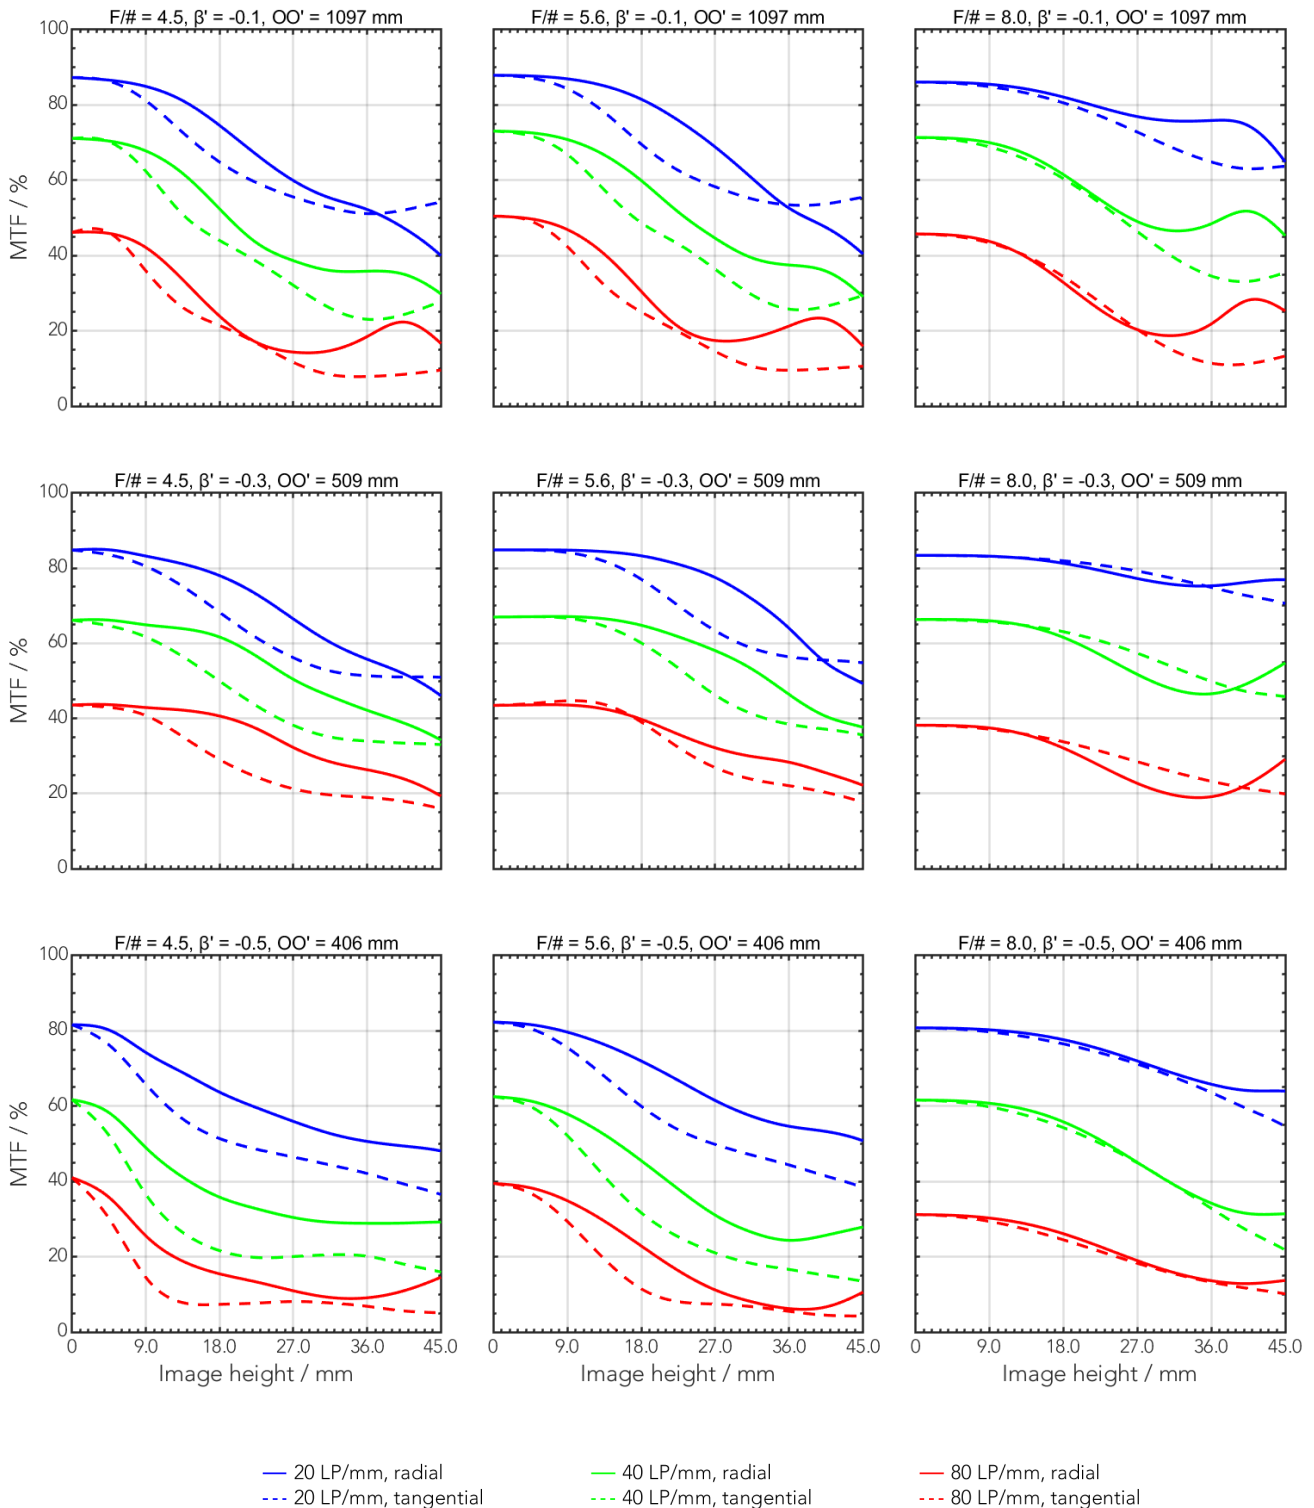 F/# = 4.5, β' = -0.1, OO' = 1097 mm
F/# = 5.6, β' = -0.1, OO' = 1097 mm
F/# = 8.0, β' = -0.1, OO' = 1097 mm
100
80
60
40
20
0
MTF / %
F/# = 4.5, β' = -0.3, OO' = 509 mm
F/# = 5.6, β' = -0.3, OO' = 509 mm
F/# = 8.0, β' = -0.3, OO' = 509 mm
100
80
60
40
20
0
MTF / %
F/# = 4.5, β' = -0.5, OO' = 406 mm
F/# = 5.6, β' = -0.5, OO' = 406 mm
F/# = 8.0, β' = -0.5, OO' = 406 mm
100
80
60
40
20
0
MTF / %
0 9.0 18.0 27.0 36.0 45.0
0 9.0 18.0 27.0 36.0 45.0
0 9.0 18.0 27.0 36.0 45.0
Image height / mm
Image height / mm
Image height / mm
20 LP/mm, radial
40 LP/mm, radial
80 LP/mm, radial
20 LP/mm, tangential
40 LP/mm, tangential
80 LP/mm, tangential